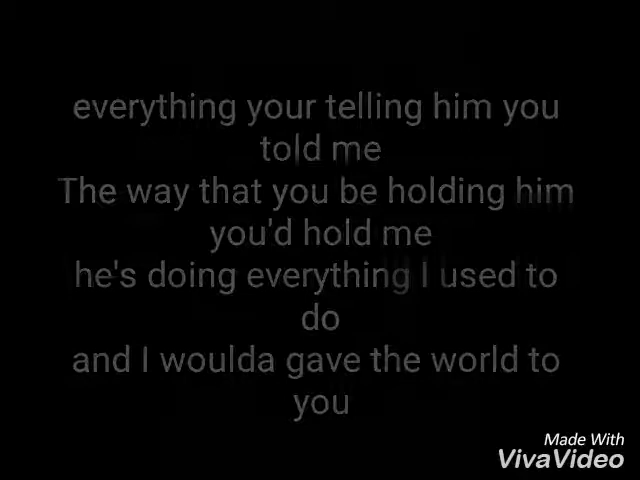 everything your telling him you
told me
The way that you be holding him
you'd hold me
he's doing everything I used to
do
and I woulda gave the world to
you
Made With
VivaVideo